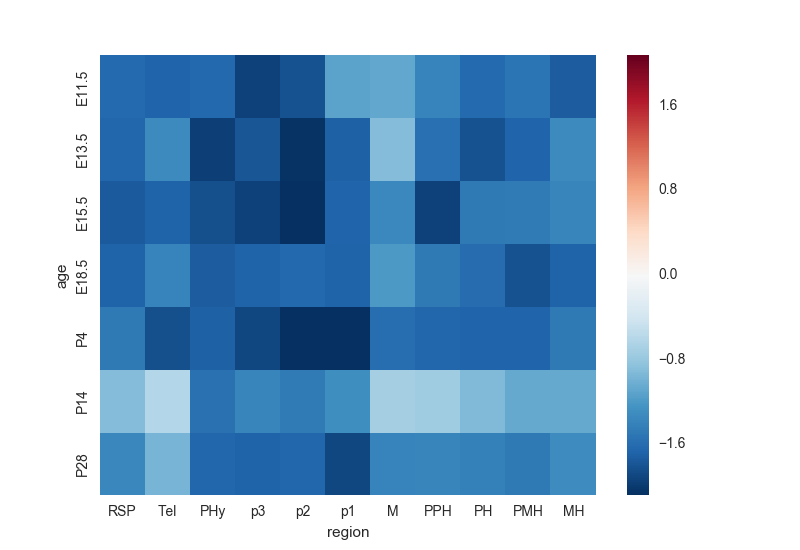 age
E11.5
E13.5
E15.5
E18.5
P4
P14
P28
RSP Tel PHy p3 p2 p1 M PPH PH PMH MH
region
1.6
0.8
0.0
−0.8
−1.6